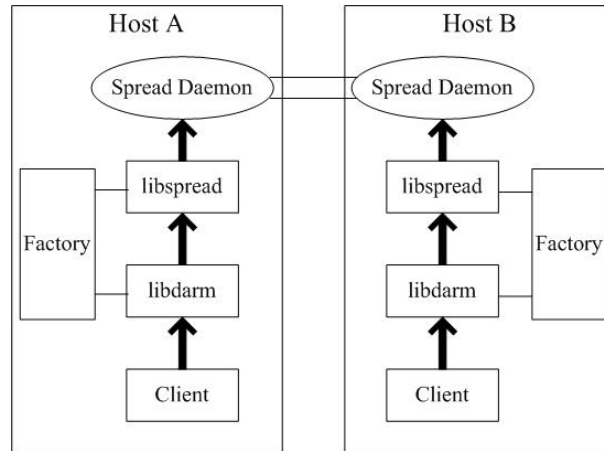 Host A
Host B
Spread Daemon
Spread Daemon
libspread
libspread
Factory
Factory
libdarm
libdarm
Client
Client